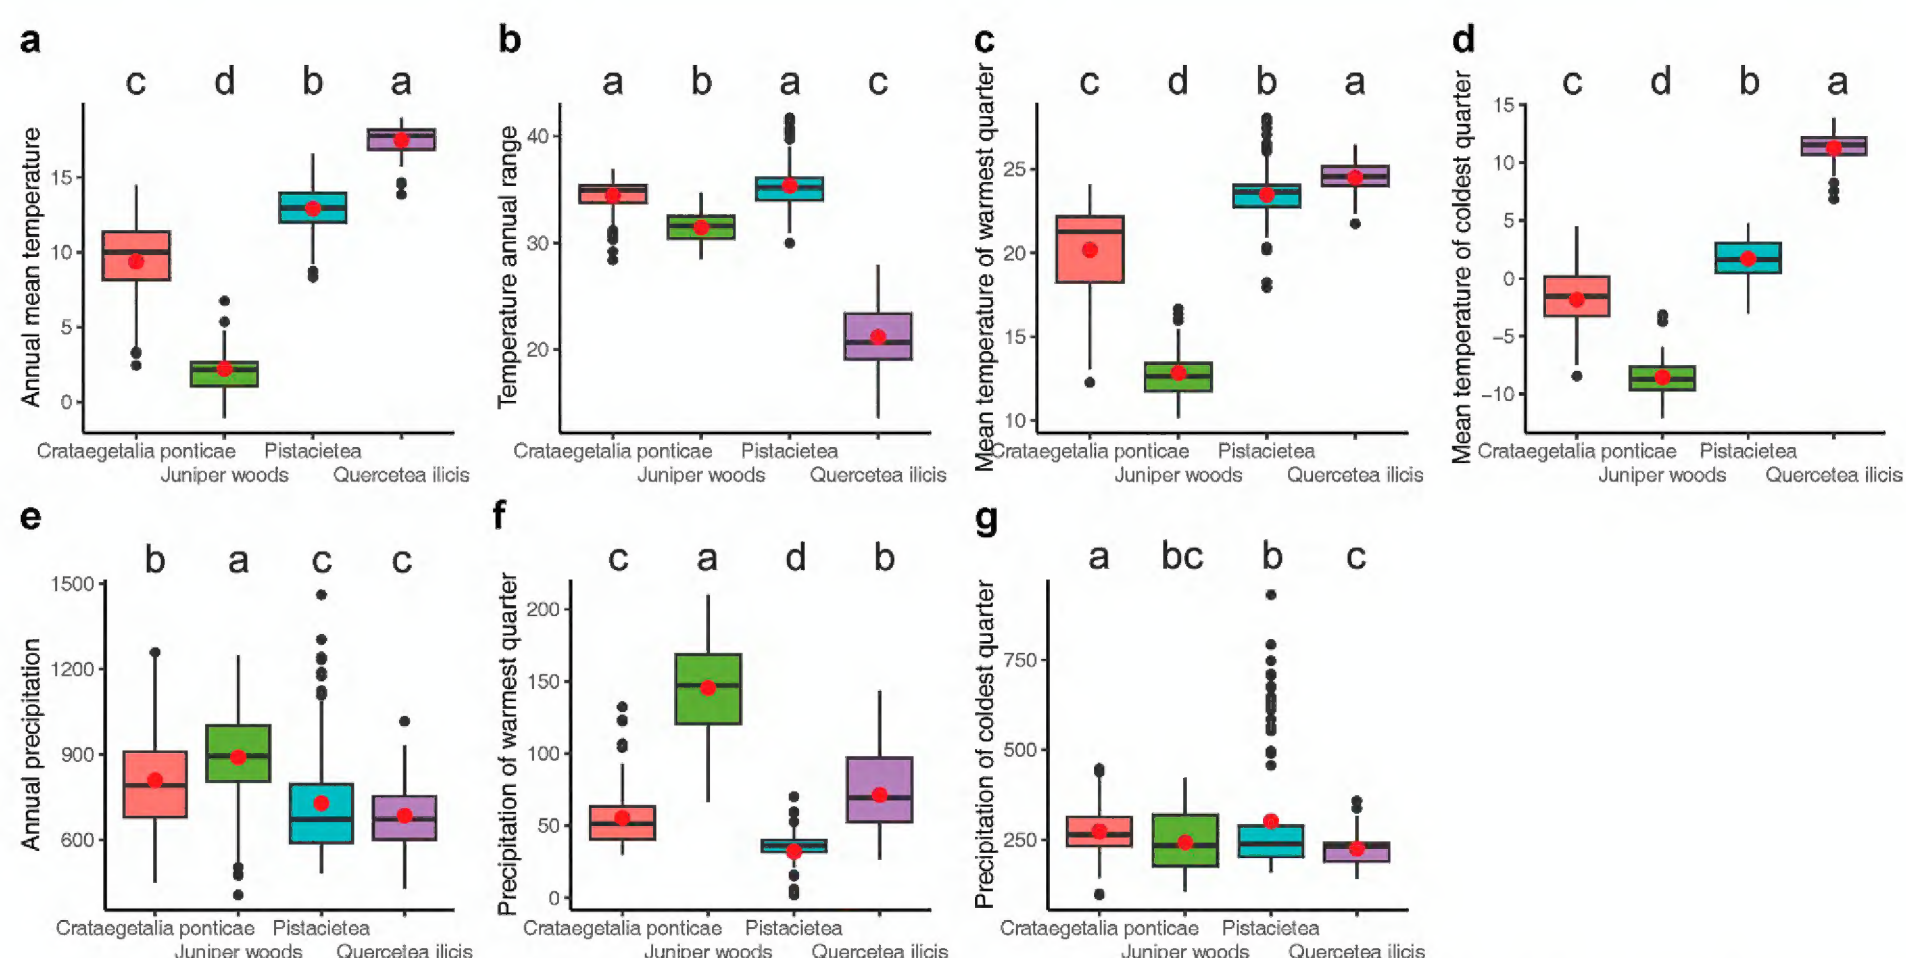 a
b
c
d
c d b a
a b a c
c d b a
c d b a
Annual mean temperature
15
10
5
0
Temperature annual range
40
30
20
Mean temperature of warmest quarter
25
20
15
10
Mean temperature of coldest quarter
15
10
5
0
−5
−10
Crataegetalia ponticae Pistacietea
Juniper woods Quercetea ilicis
Crataegetalia ponticae Pistacietea
Juniper woods Quercetea ilicis
Crataegetalia ponticae Pistacietea
Juniper woods Quercetea ilicis
Crataegetalia ponticae Pistacietea
Juniper woods Quercetea ilicis
e
f
g
b a c c
c a d b
a bc b c
Annual precipitation
1500
1200
900
600
Precipitation of warmest quarter
200
150
100
50
0
Precipitation of coldest quarter
750
500
250
Crataegetalia ponticae Pistacietea
Juniper woods Quercetea ilicis
Crataegetalia ponticae Pistacietea
Juniper woods Quercetea ilicis
Crataegetalia ponticae Pistacietea
Juniper woods Quercetea ilicis